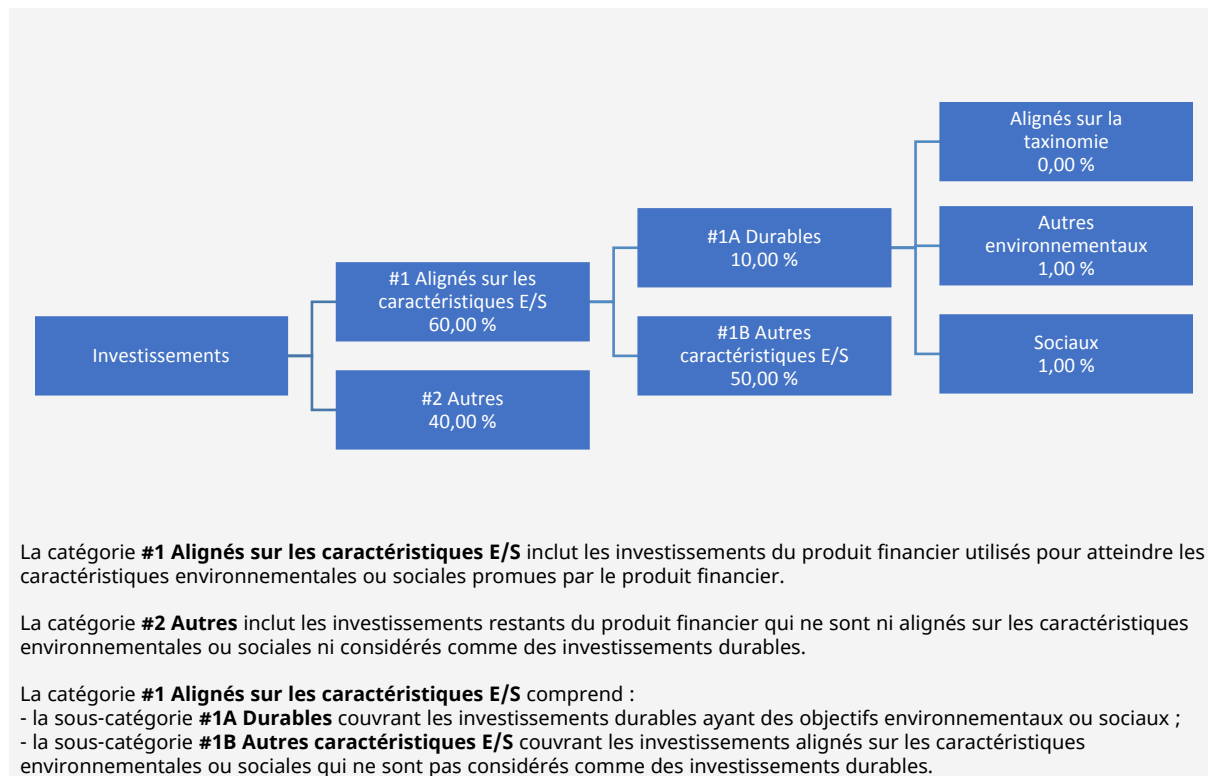 Investissements
#1 Alignés sur les
caractéristiques E/S
60,00 %
#2 Autres
40,00 %
#1A Durables
10,00 %
#1B Autres
caractéristiques E/S
50,00 %
Alignés sur la
taxinomie
0,00 %
Autres
environnementaux
1,00 %
Sociaux
1,00 %
La catégorie #1 Alignés sur les caractéristiques E/S inclut les investissements du produit financier utilisés pour atteindre les
caractéristiques environnementales ou sociales promues par le produit financier.
La catégorie #2 Autres inclut les investissements restants du produit financier qui ne sont ni alignés sur les caractéristiques
environnementales ou sociales ni considérés comme des investissements durables.
La catégorie #1 Alignés sur les caractéristiques E/S comprend :
- la sous-catégorie #1A Durables couvrant les investissements durables ayant des objectifs environnementaux ou sociaux ;
- la sous-catégorie #1B Autres caractéristiques E/S couvrant les investissements alignés sur les caractéristiques
environnementales ou sociales qui ne sont pas considérés comme des investissements durables.